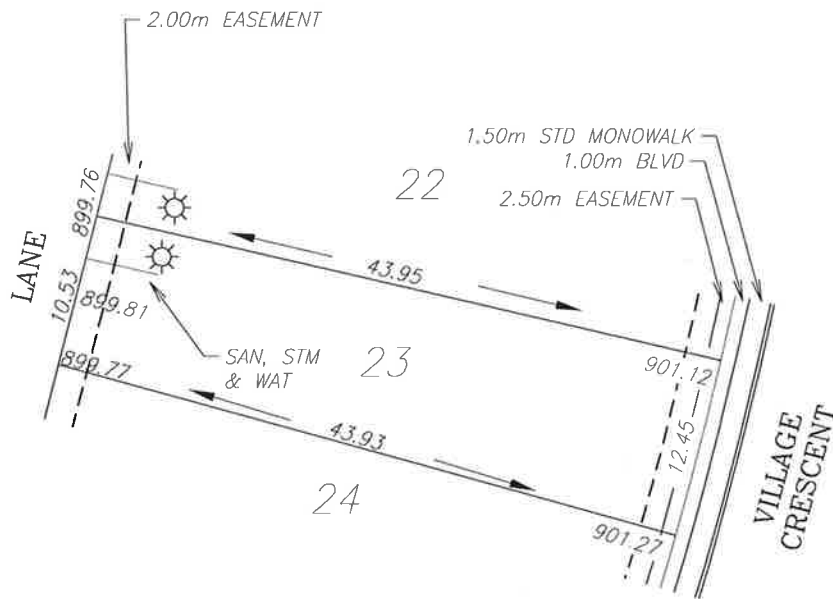 2.00m EASEMENT
1.50m STD MONOWALK
1.00m BLVD
2.50m EASEMENT
22
899.76
LANE
43.95
10.53
899.81
SAN, STM
& WAT
23
901.12
899.77
43.93
12.45
24
901.27
VILLAGE
CRESCENT